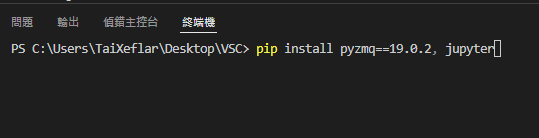 問題 輸出 偵錯主控台 終端機
PS C:\Users\TaiXeflar\Desktop\VSC> pip install pyzmq==19.0.2, jupyter